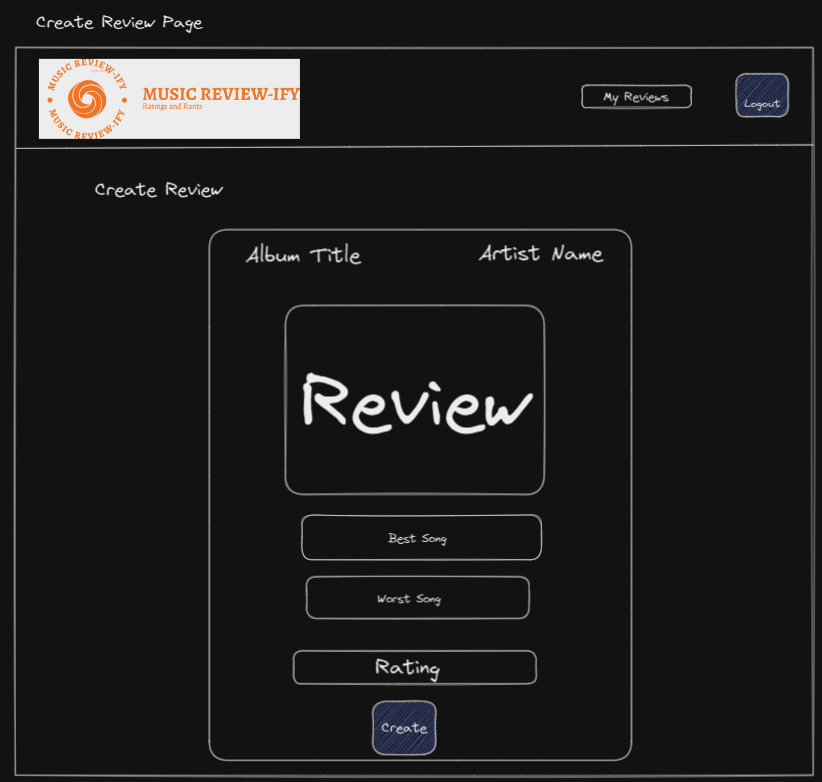 Create Review Page
MUSIC REVIEW-IFY
MUSIC REVIEW-IFY
MUSIC REVIEW-IFY
Ratings and Rants
My Reviews
Logout
Create Review
Album Title
Artist Name
Review
Best Song
Worst Song
Rating
Create